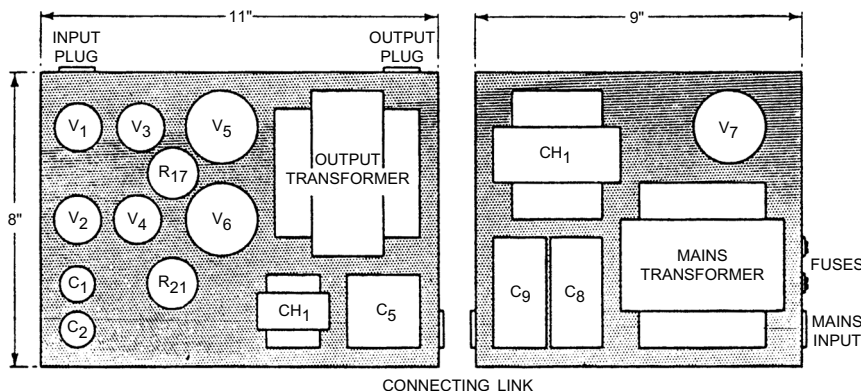 11"
9"
INPUT
PLUG
OUTPUT
PLUG
8"
V1
V3
V5
R17
OUTPUT
TRANSFORMER
V2
V4
V6
C1
R21
C2
CH1
C5
CH1
V7
C9
C8
MAINS
TRANSFORMER
FUSES
MAINS
INPUT
CONNECTING LINK